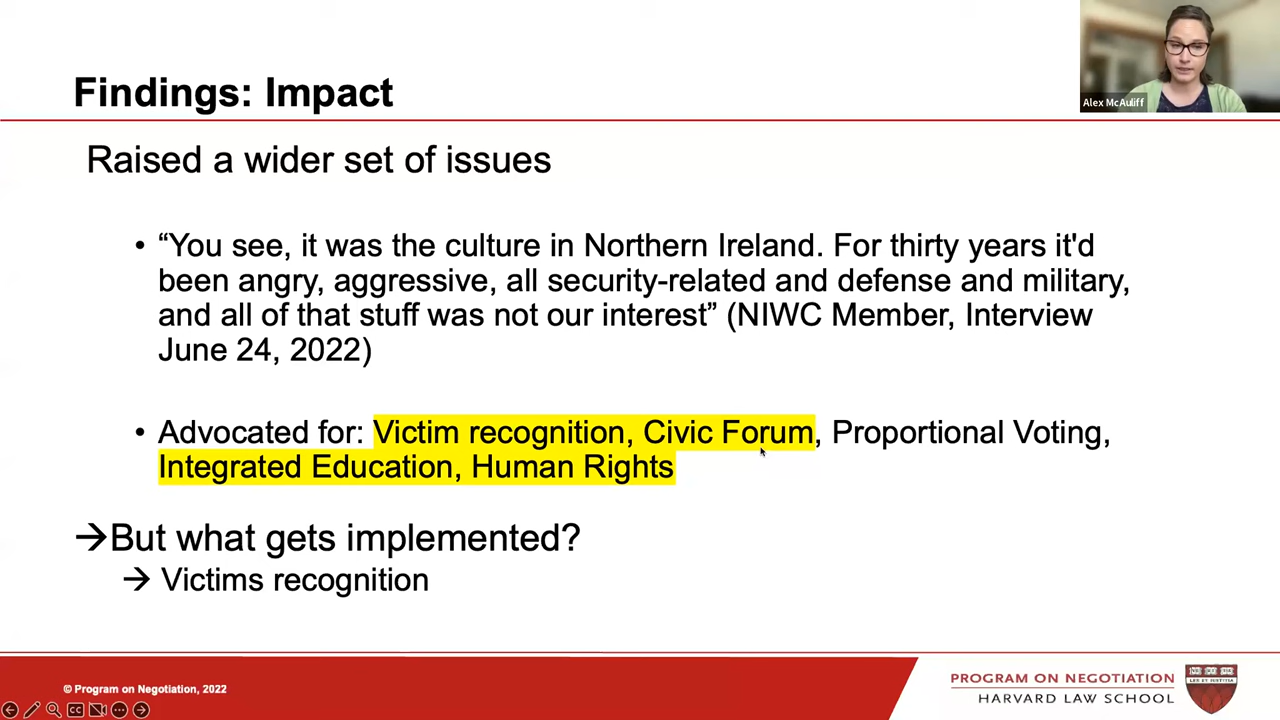 Findings: Impact
Alex McAuliff
Raised a wider set of issues
• “You see, it was the culture in Northern Ireland. For thirty years it'd
been angry, aggressive, all security-related and defense and military,
and all of that stuff was not our interest” (NIWC Member, Interview
June 24, 2022)
• Advocated for: Victim recognition, Civic Forum, Proportional Voting,
Integrated Education, Human Rights
→But what gets implemented?
→ Victims recognition
© Program on Negotiation, 2022
PROGRAM ON NEGOTIATION
HARVARD LAW SCHOOL
CC